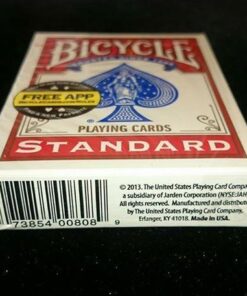 BICYCLE
FREE APP
PLAYING CARDS
STANDARD
© 2013. The United States Playing Card Company,
a subsidiary of Jarden Corporation (NYSE:JAH
All rights reserved. Manufactured and distribute
by The United States Playing Card Company,
Erlanger, KY 41018. Made in USA.
73854 00808 9